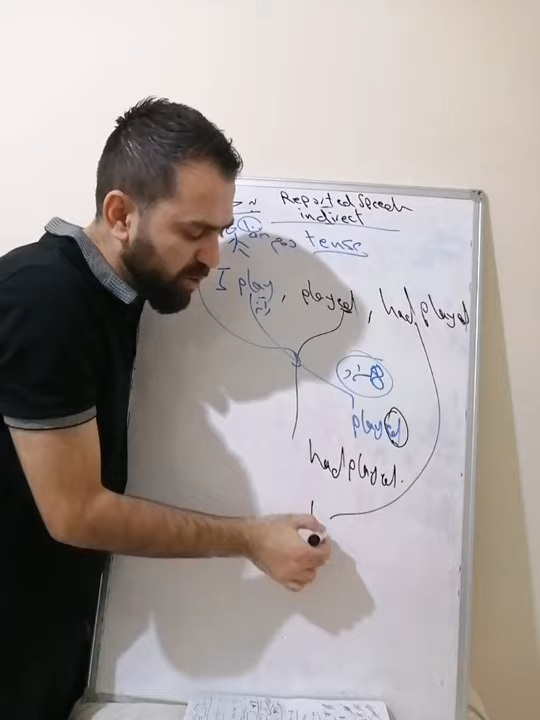 Reported Speech
indirect
tense
I play, played, had played
played
had played.